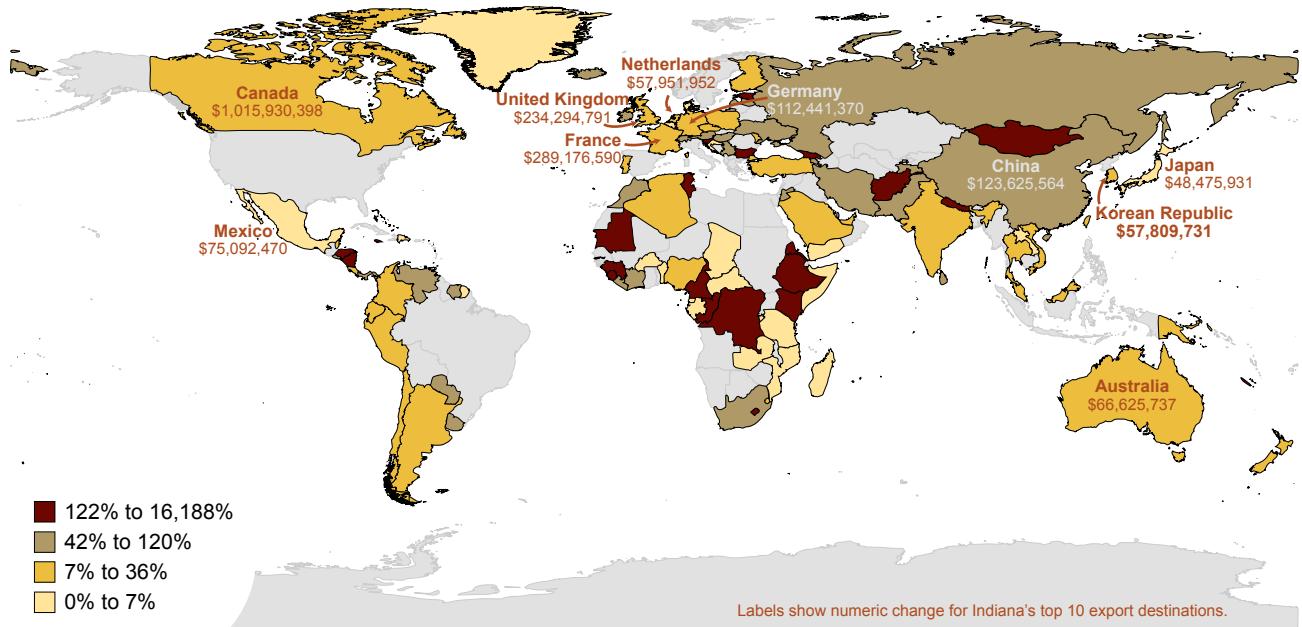 Netherlands
$57,951,952
Canada
$1,015,930,398
United Kingdom
$234,294,791
Germany
$112,441,370
France
$289,176,590
China
$123,625,564
Japan
$48,475,931
Korean Republic
$57,809,731
Mexico
$75,092,470
Australia
$66,625,737
122% to 16,188%
42% to 120%
7% to 36%
0% to 7%
Labels show numeric change for Indiana's top 10 export destinations.